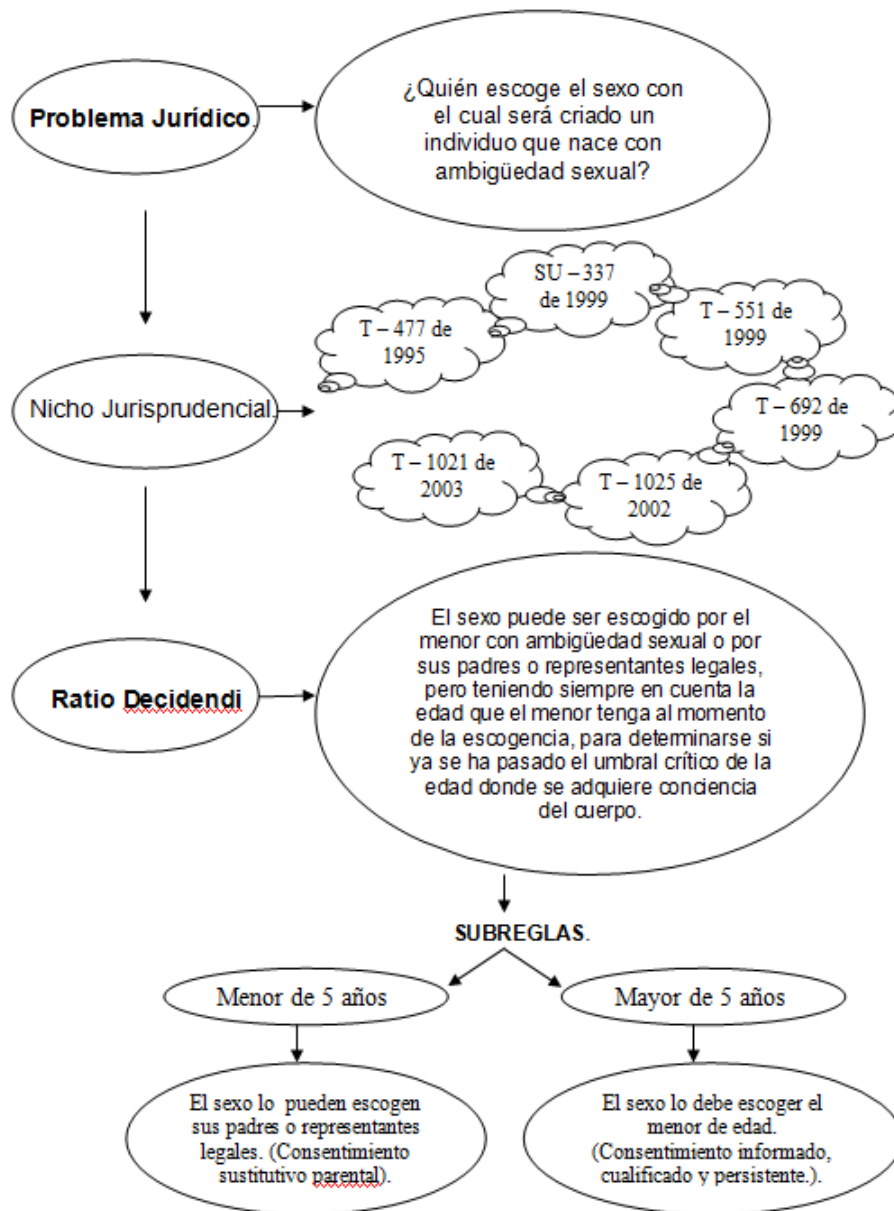 Problema Jurídico.
¿Quién escoge el sexo con
el cual será criado un
individuo que nace con
ambigüedad sexual?
Nicho Jurisprudencial.
T – 477 de
1995
SU – 337
de 1999
T – 551 de
1999
T – 692 de
1999
T – 1025 de
2002
T – 1021 de
2003
Ratio Decidendi
El sexo puede ser escogido por el
menor con ambigüedad sexual o por
sus padres o representantes legales,
pero teniendo siempre en cuenta la
edad que el menor tenga al momento
de la escogencia, para determinarse si
ya se ha pasado el umbral crítico de la
edad donde se adquiere conciencia
del cuerpo.
SUBREGLAS.
Menor de 5 años
El sexo lo pueden escogen
sus padres o representantes
legales. (Consentimiento
sustitutivo parental).
Mayor de 5 años
El sexo lo debe escoger el
menor de edad.
(Consentimiento informado,
cualificado y persistente.).